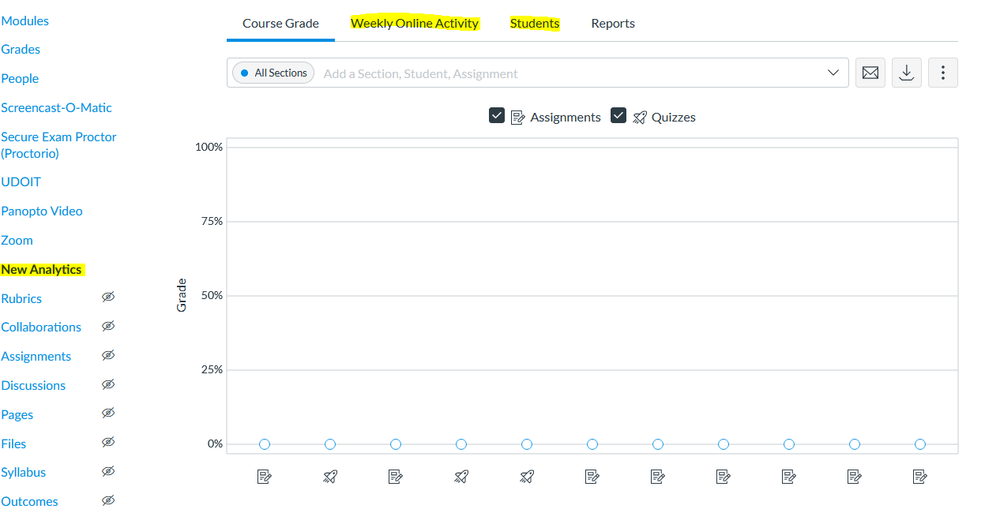 Modules
Grades
People
Screencast-O-Matic
Secure Exam Proctor
(Proctorio)
UDOIT
Panopto Video
Zoom
New Analytics
Rubrics
Collaborations
Assignments
Discussions
Pages
Files
Syllabus
Outcomes
Course Grade Weekly Online Activity Students Reports
All Sections Add a Section, Student, Assignment
Assignments Quizzes
100%
75%
50%
25%
0%
Grade